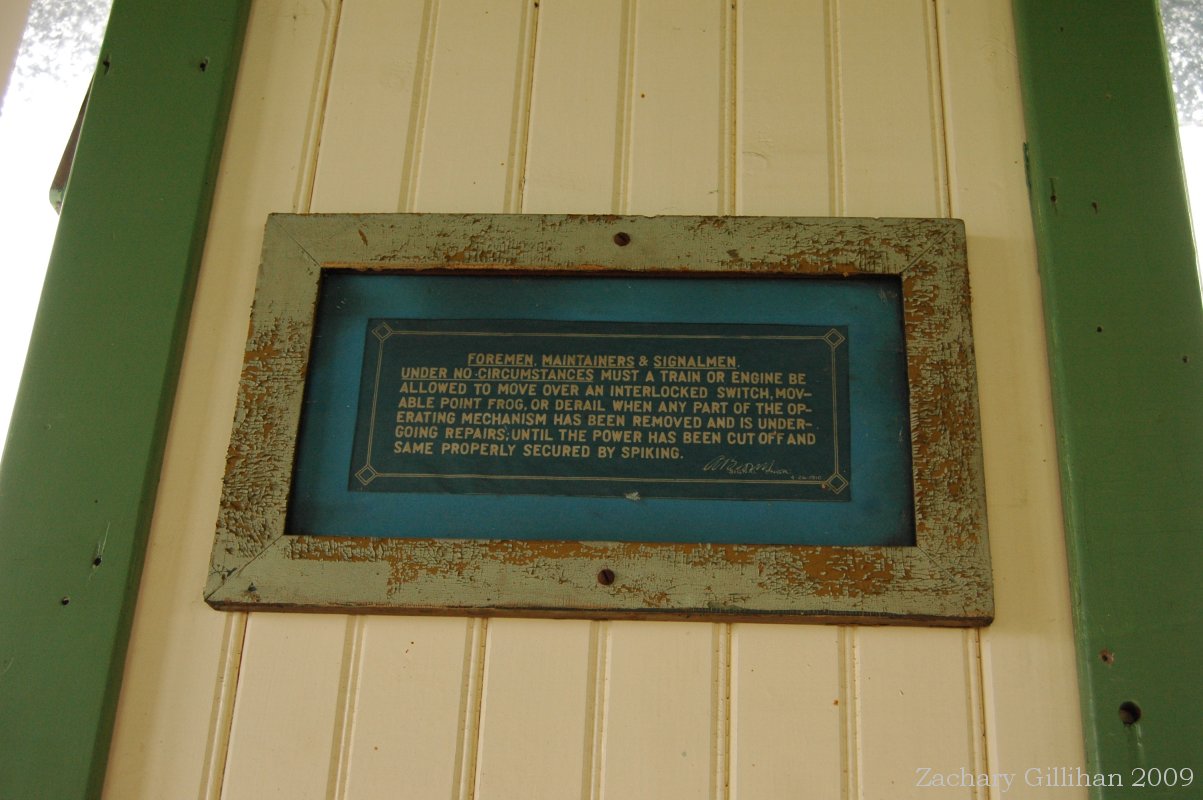 FOREMEN, MAINTAINERS & SIGNALMEN.
UNDER NO CIRCUMSTANCES MUST A TRAIN OR ENGINE BE
ALLOWED TO MOVE OVER AN INTERLOCKED SWITCH, MOV-
ABLE POINT FROG, OR DERAIL WHEN ANY PART OF THE OP-
ERATING MECHANISM HAS BEEN REMOVED AND IS UNDER-
GOING REPAIRS, UNTIL THE POWER HAS BEEN CUT OFF AND
SAME PROPERLY SECURED BY SPIKING.
Zachary Gillihan 2009